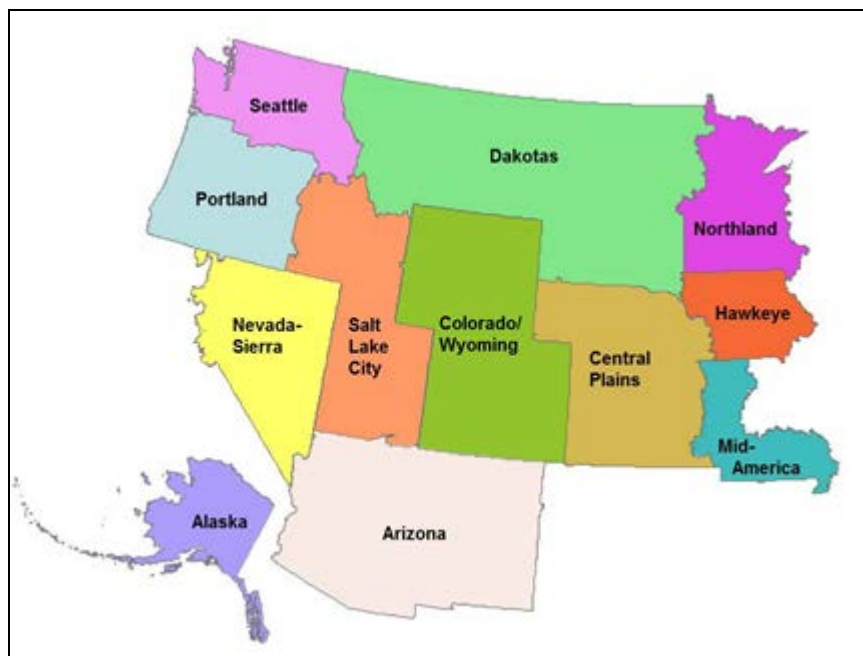 Seattle
Dakotas
Portland
Northland
Nevada-
Sierra
Salt
Lake
City
Colorado/
Wyoming
Hawkeye
Central
Plains
Mid-
America
Alaska
Arizona